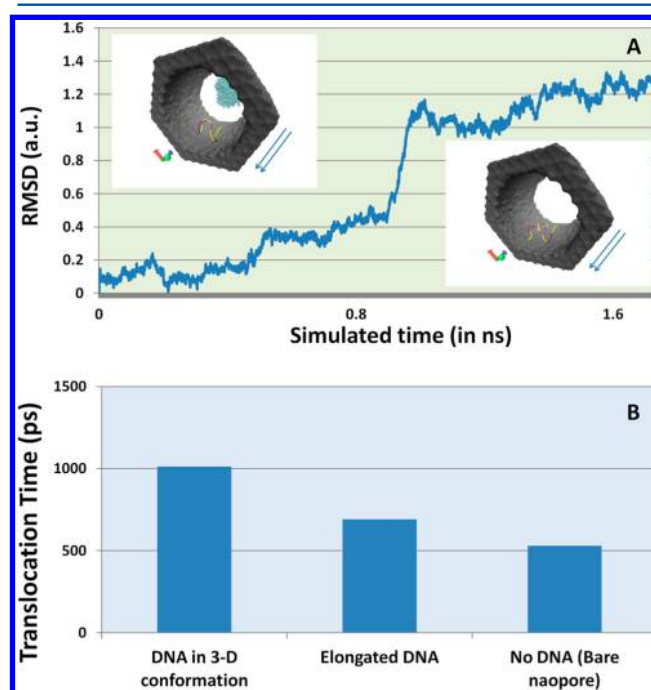 A
1.6
1.4
1.2
1
0.8
0.6
0.4
0.2
0
RMSD (a.u.)
0 0.8 1.6
Simulated time (in ns)
B
1500
1000
500
0
Translocation Time (ps)
DNA in 3-D Elongated DNA No DNA (Bare
conformation naopore)